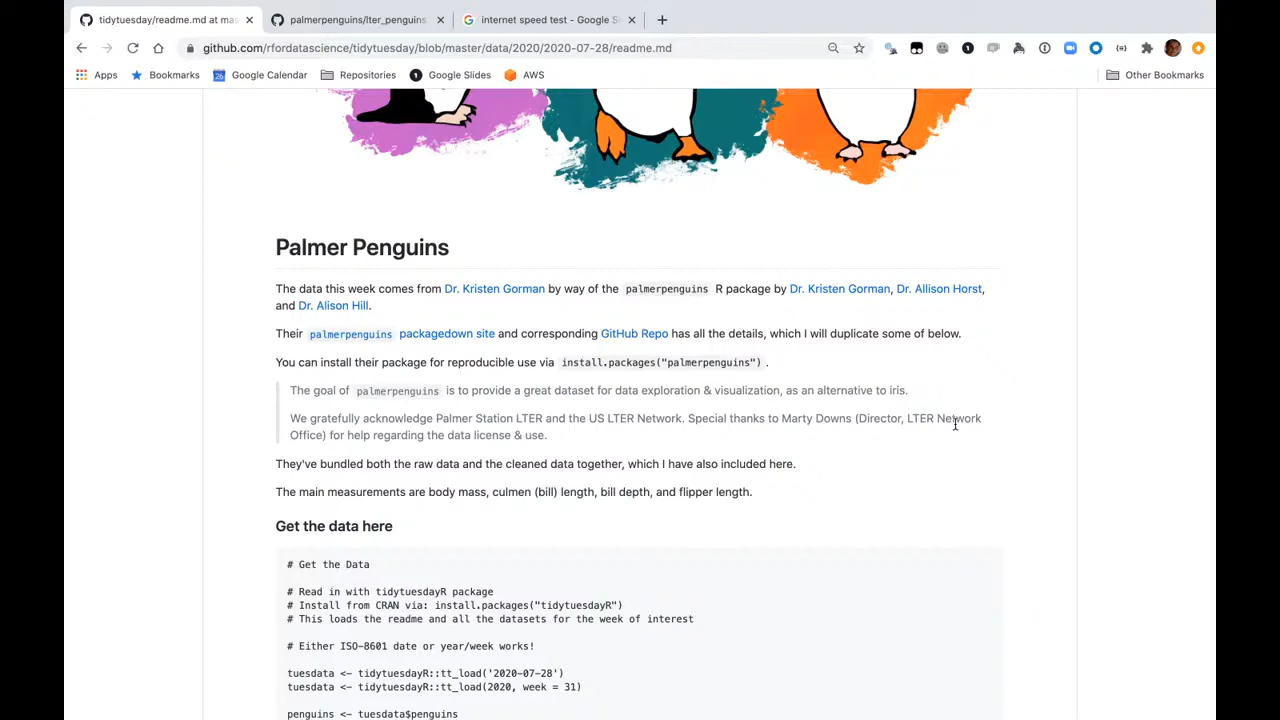 tidytuesday/readme.md at mas
palmerpenguins/lter_penguins
internet speed test - Google S
github.com/rfordatascience/tidytuesday/blob/master/data/2020/2020-07-28/readme.md
Apps Bookmarks Google Calendar Repositories Google Slides AWS Other Bookmarks
Palmer Penguins
The data this week comes from Dr. Kristen Gorman by way of the palmerpenguins R package by Dr. Kristen Gorman, Dr. Allison Horst,
and Dr. Alison Hill.
Their palmerpenguins packagedown site and corresponding GitHub Repo has all the details, which I will duplicate some of below.
You can install their package for reproducible use via install.packages("palmerpenguins") .
The goal of palmerpenguins is to provide a great dataset for data exploration & visualization, as an alternative to iris.
We gratefully acknowledge Palmer Station LTER and the US LTER Network. Special thanks to Marty Downs (Director, LTER Network
Office) for help regarding the data license & use.
They've bundled both the raw data and the cleaned data together, which I have also included here.
The main measurements are body mass, culmen (bill) length, bill depth, and flipper length.
Get the data here
# Get the Data
# Read in with tidytuesdayR package
# Install from CRAN via: install.packages("tidytuesdayR")
# This loads the readme and all the datasets for the week of interest
# Either ISO-8601 date or year/week works!
tuesdata <- tidytuesdayR::tt_load('2020-07-28')
tuesdata <- tidytuesdayR::tt_load(2020, week = 31)
penguins <- tuesdata$penguins